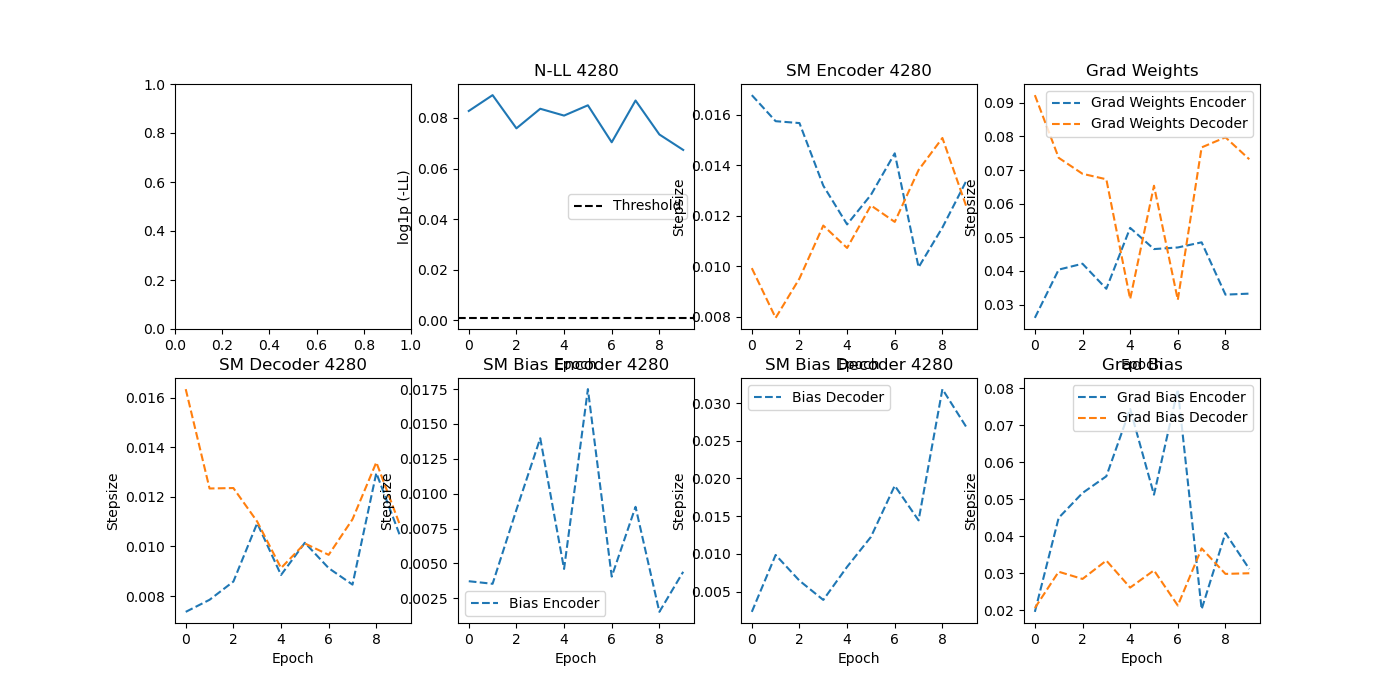 N-LL 4280
SM Encoder 4280
Grad Weights
1.0
0.8
0.6
0.4
0.2
0.0
0.0 0.2 0.4 0.6 0.8 1.0
log1p (-LL)
0.08
0.06
0.04
0.02
0.00
Threshold
0 2 4 6 8
Epoch
Stepsize
0.016
0.014
0.012
0.010
0.008
0 2 4 6 8
Epoch
Stepsize
0.09
0.08
0.07
0.06
0.05
0.04
0.03
Grad Weights Encoder
Grad Weights Decoder
0 2 4 6 8
Epoch
SM Decoder 4280
SM Bias Encoder 4280
SM Bias Decoder 4280
Grad Bias
Stepsize
0.016
0.014
0.012
0.010
0.008
0 2 4 6 8
Epoch
Stepsize
0.0175
0.0150
0.0125
0.0100
0.0075
0.0050
0.0025
Bias Encoder
0 2 4 6 8
Epoch
Stepsize
0.030
0.025
0.020
0.015
0.010
0.005
Bias Decoder
0 2 4 6 8
Epoch
Stepsize
0.08
0.07
0.06
0.05
0.04
0.03
0.02
Grad Bias Encoder
Grad Bias Decoder
0 2 4 6 8
Epoch